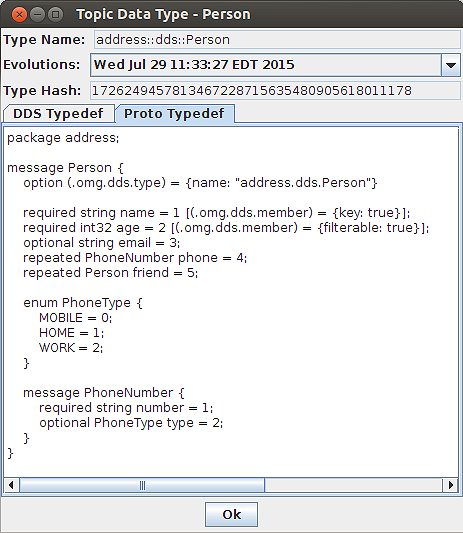 Topic Data Type - Person
Type Name: address::dds::Person
Evolutions: Wed Jul 29 11:33:27 EDT 2015
Type Hash: 172624945781346722871563548090561801178
DDS Typedef Proto Typedef
package address;
message Person {
option (.omg.dds.type) = {name: "address.dds.Person"}
required string name = 1 [(.omg.dds.member) = {key: true}];
required int32 age = 2 [(.omg.dds.member) = {filterable: true}];
optional string email = 3;
repeated PhoneNumber phone = 4;
repeated Person friend = 5;
enum PhoneType {
MOBILE = 0;
HOME = 1;
WORK = 2;
}
message PhoneNumber {
required string number = 1;
optional PhoneType type = 2;
}
}
Ok